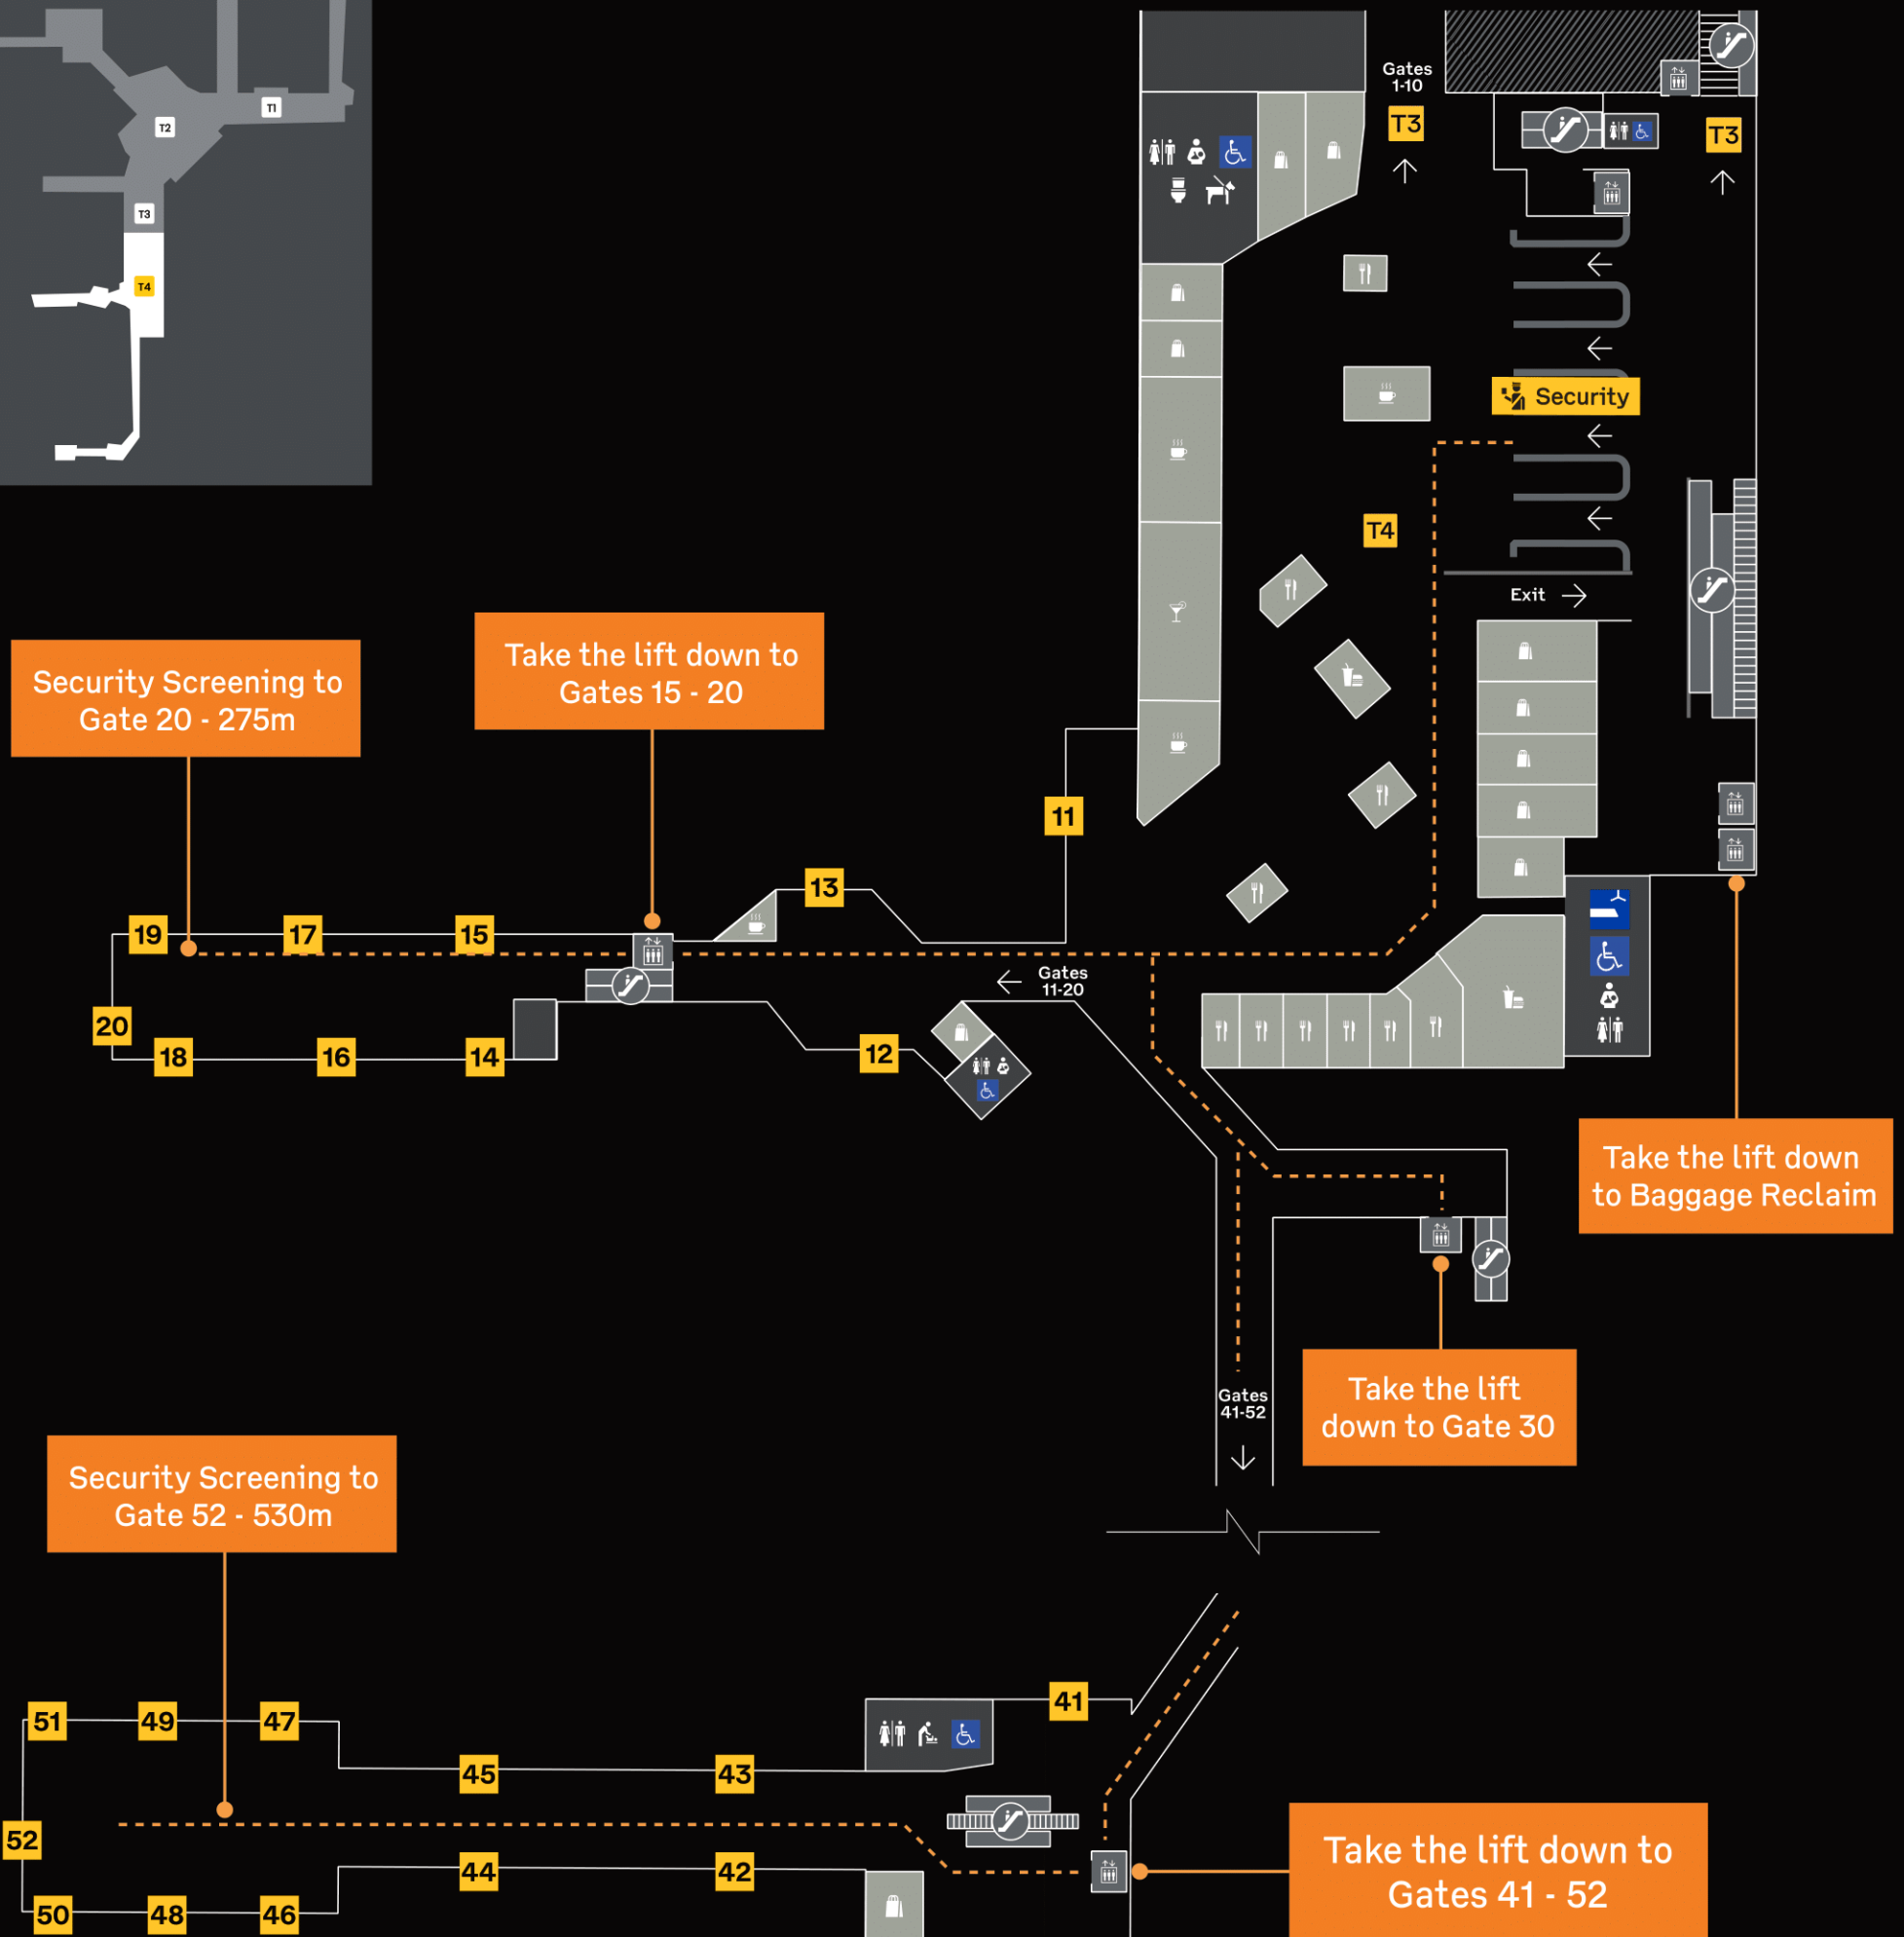 T1
T2
T3
T4
Gates
1-10
T3
T3
Security
T4
Exit
Security Screening to
Gate 20 - 275m
Take the lift down to
Gates 15 - 20
11
13
19
17
15
Gates
11-20
20
18
16
14
12
Take the lift down
to Baggage Reclaim
Take the lift
down to Gate 30
Gates
41-52
Security Screening to
Gate 52 - 530m
41
51
49
47
45
43
52
44
42
50
48
46
Take the lift down to
Gates 41 - 52